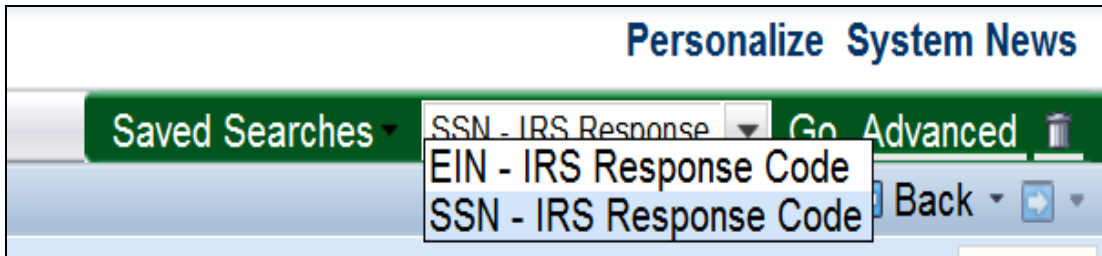 Personalize System News
Saved Searches SSN - IRS Response Go Advanced
EIN - IRS Response Code
SSN - IRS Response Code Back